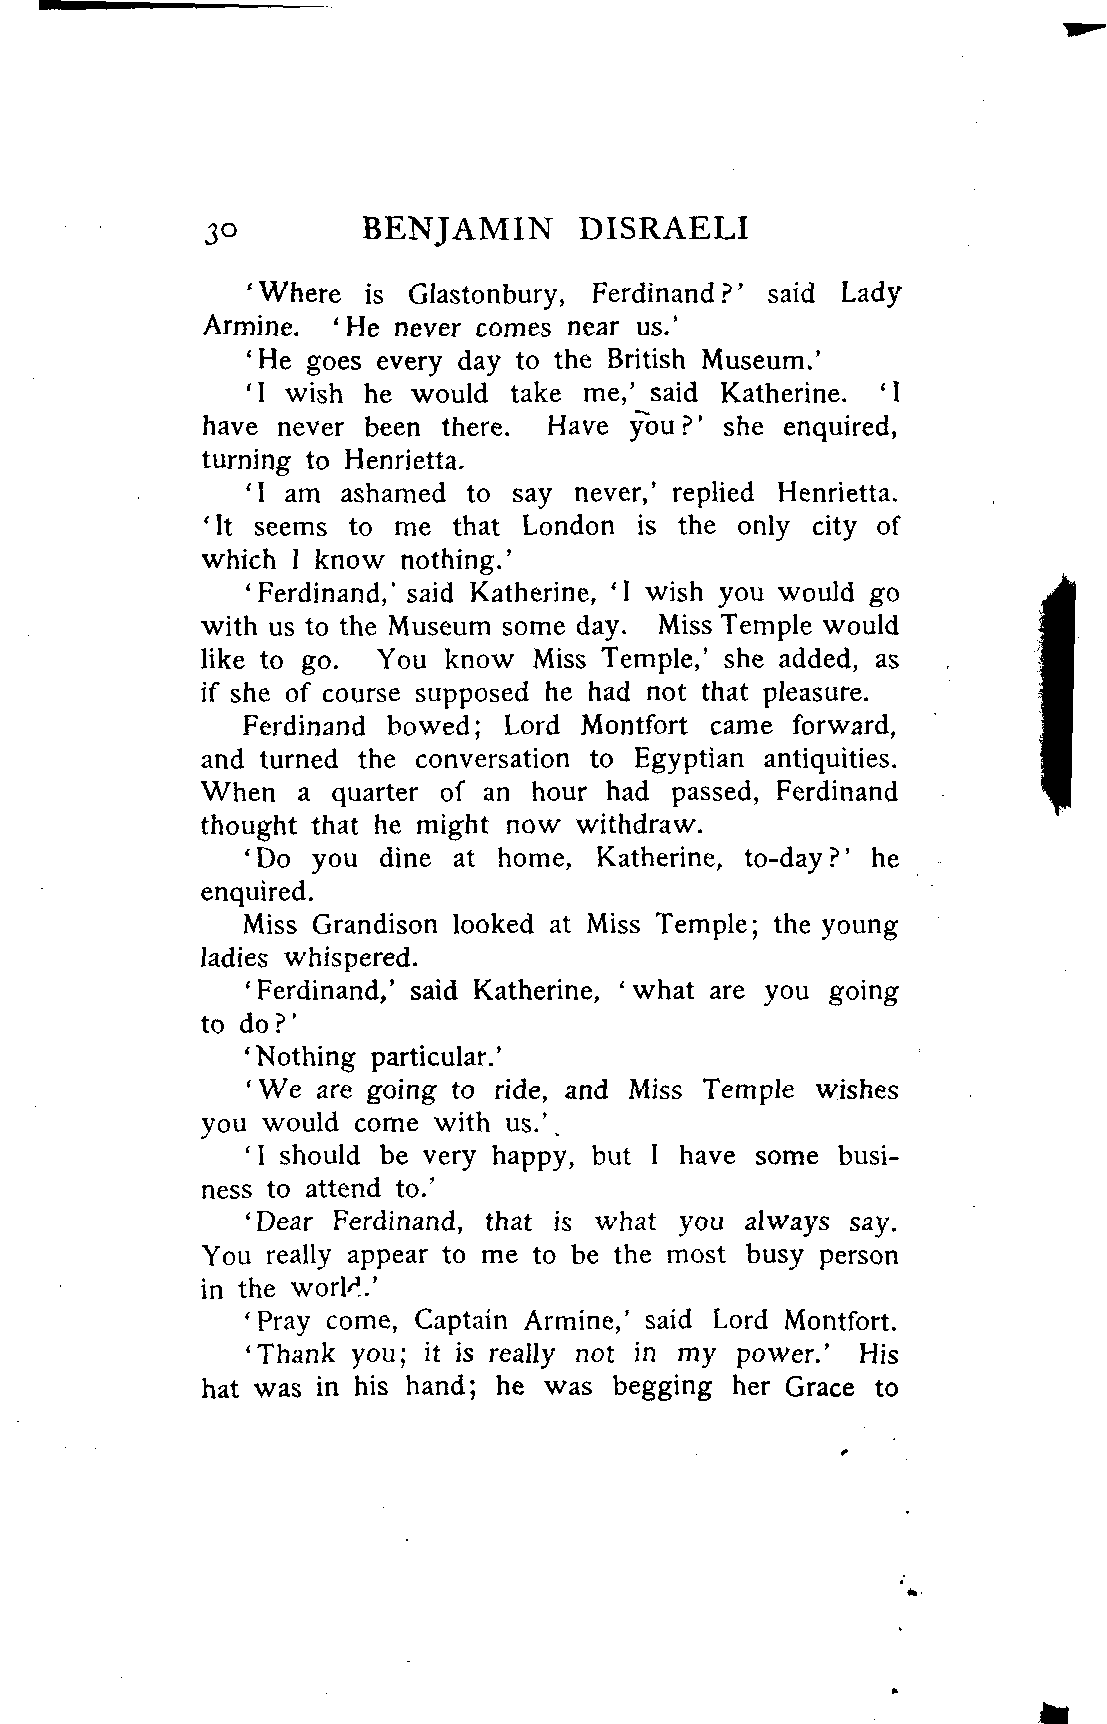 30 BENJAMIN DISRAELI
'Where is Glastonbury, Ferdinand?' said Lady
Armine. 'He never comes near us.'
'He goes every day to the British Museum.'
'I wish he would take me,' said Katherine. 'I
have never been there. Have you?' she enquired,
turning to Henrietta.
'I am ashamed to say never,' replied Henrietta.
'It seems to me that London is the only city of
which I know nothing.'
'Ferdinand,' said Katherine, 'I wish you would go
with us to the Museum some day. Miss Temple would
like to go. You know Miss Temple,' she added, as
if she of course supposed he had not that pleasure.
Ferdinand bowed; Lord Montfort came forward,
and turned the conversation to Egyptian antiquities.
When a quarter of an hour had passed, Ferdinand
thought that he might now withdraw.
'Do you dine at home, Katherine, to-day?' he
enquired.
Miss Grandison looked at Miss Temple; the young
ladies whispered.
'Ferdinand,' said Katherine, 'what are you going
to do?'
'Nothing particular.'
'We are going to ride, and Miss Temple wishes
you would come with us.'
'I should be very happy, but I have some busi-
ness to attend to.'
'Dear Ferdinand, that is what you always say.
You really appear to me to be the most busy person
in the world.'
'Pray come, Captain Armine,' said Lord Montfort.
'Thank you; it is really not in my power.' His
hat was in his hand; he was begging her Grace to